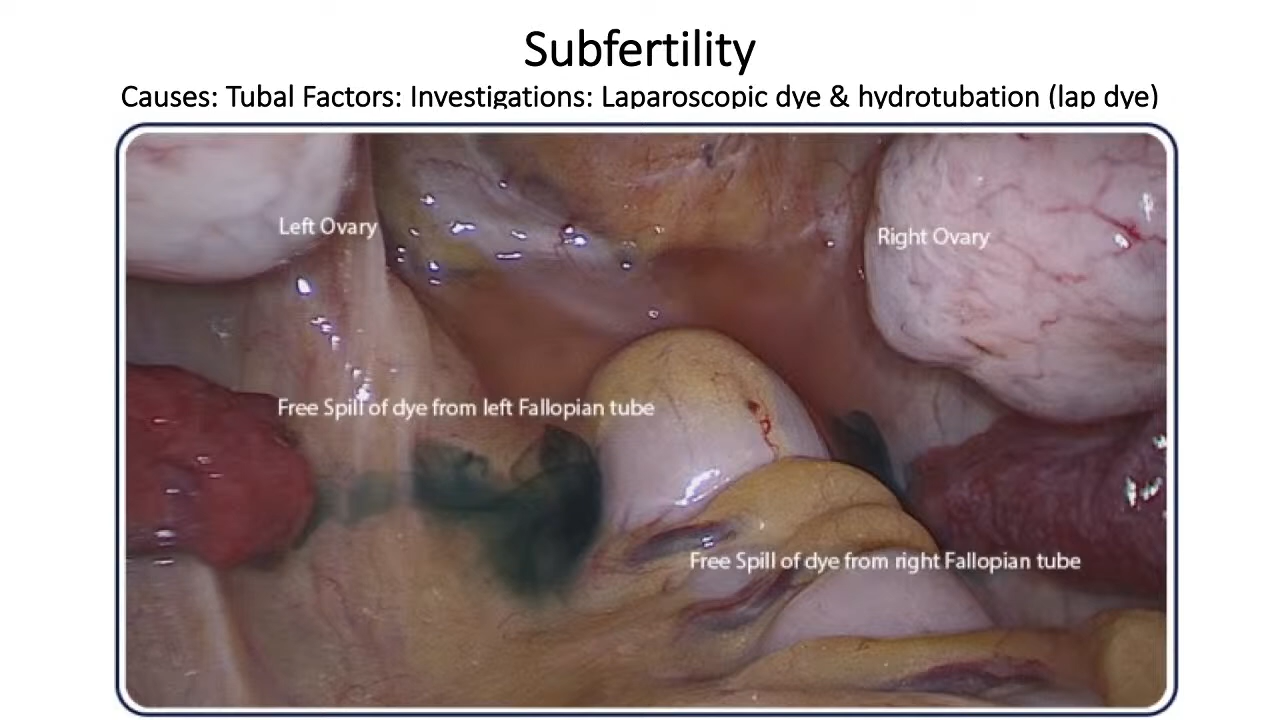 Subfertility
Causes: Tubal Factors: Investigations: Laparoscopic dye & hydrotubation (lap dye)
Left Ovary
Right Ovary
Free Spill of dye from left Fallopian tube
Free Spill of dye from right Fallopian tube